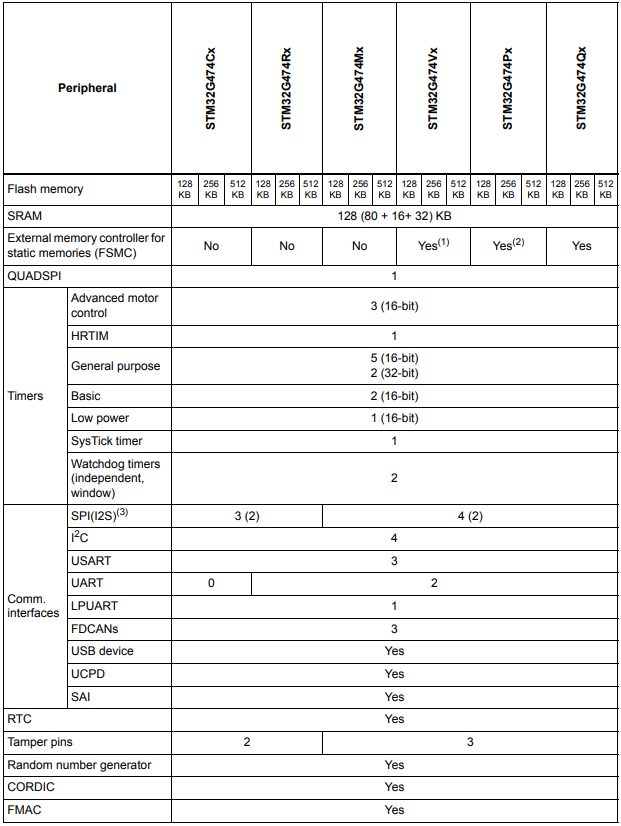 Peripheral
STM32G474Cx
STM32G474Rx
STM32G474Mx
STM32G474Vx
STM32G474Px
STM32G474Qx
Flash memory
128 256 512 128 256 512 128 256 512 128 256 512 128 256 512 128 256 512
KB KB KB KB KB KB KB KB KB KB KB KB KB KB KB KB KB KB
SRAM 128 (80 + 16+ 32) KB
External memory controller for
static memories (FSMC) No No No Yes(1) Yes(2) Yes
QUADSPI 1
Timers
Advanced motor
control 3 (16-bit)
HRTIM 1
General purpose 5 (16-bit)
2 (32-bit)
Basic 2 (16-bit)
Low power 1 (16-bit)
SysTick timer 1
Watchdog timers
(independent,
window) 2
Comm.
interfaces
SPI(I2S)(3) 3 (2) 4 (2)
I2C 4
USART 3
UART 0 2
LPUART 1
FDCANs 3
USB device Yes
UCPD Yes
SAI Yes
RTC Yes
Tamper pins 2 3
Random number generator Yes
CORDIC Yes
FMAC Yes